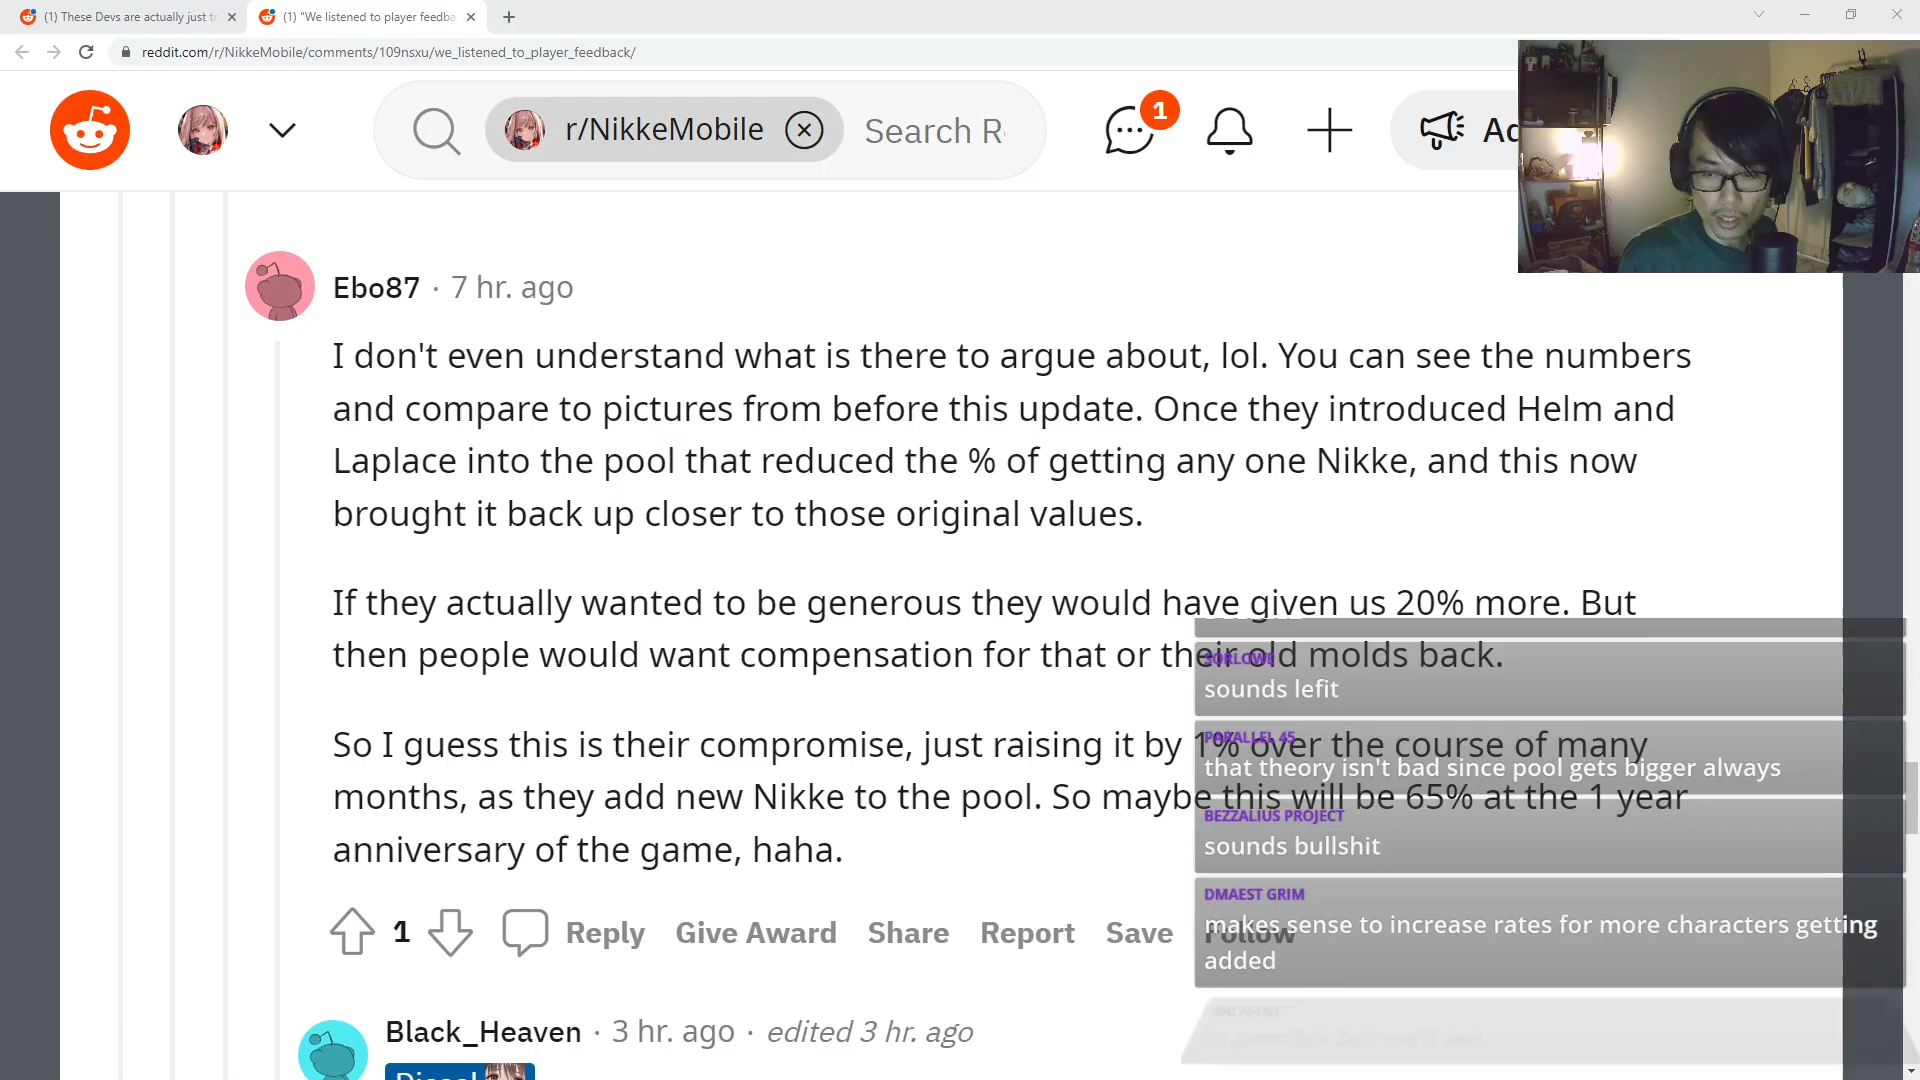 (1) These Devs are actually just tr
(1) "We listened to player feedba
reddit.com/r/NikkeMobile/comments/109nsxu/we_listened_to_player_feedback/
r/NikkeMobile
Search R
1
Ad
Ebo87 · 7 hr. ago
I don't even understand what is there to argue about, lol. You can see the numbers
and compare to pictures from before this update. Once they introduced Helm and
Laplace into the pool that reduced the % of getting any one Nikke, and this now
brought it back up closer to those original values.
If they actually wanted to be generous they would have given us 20% more. But
then people would want compensation for that or their old molds back.
So I guess this is their compromise, just raising it by 1% over the course of many
months, as they add new Nikke to the pool. So maybe this will be 65% at the 1 year
anniversary of the game, haha.
1
Reply
Give Award
Share
Report
Save
Follow
SORLOWE
sounds lefit
PARALLEL 45
that theory isn't bad since pool gets bigger always
BEZZALIUS PROJECT
sounds bullshit
DMAEST GRIM
makes sense to increase rates for more characters getting
added
Black_Heaven · 3 hr. ago · edited 3 hr. ago